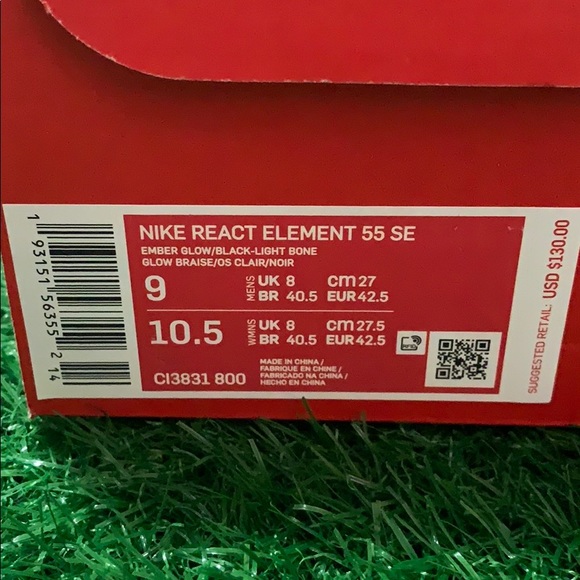 NIKE REACT ELEMENT 55 SE
EMBER GLOW/BLACK-LIGHT BONE
GLOW BRAISE/OS CLAIR/NOIR
9 MENS UK 8 CM 27
BR 40.5 EUR 42.5
10.5 WMNS UK 8 CM 27.5
BR 40.5 EUR 42.5
CI3831 800
MADE IN CHINA /
FABRIQUE EN CHINE /
FABRICADO NA CHINA /
HECHO EN CHINA
1 93151 56355 2 14
SUGGESTED RETAIL: USD $130.00